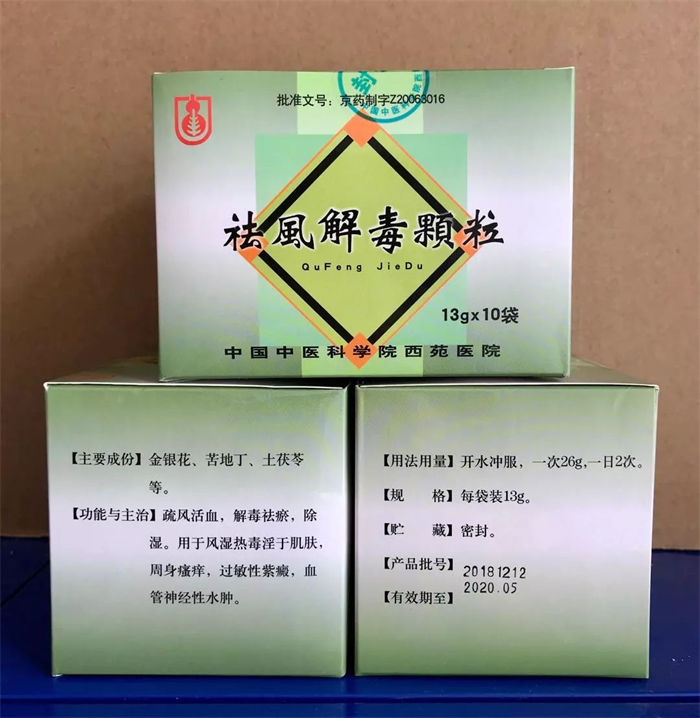 批准文号：京药制字Z20063016
封
中国中医科
祛風解毒顆粒
QuFeng JieDu
13gx10袋
中国中医科学院西苑医院
【主要成份】金银花、苦地丁、土茯苓
等。
【功能与主治】疏风活血，解毒祛瘀，除
湿。用于风湿热毒淫于肌肤，
周身瘙痒，过敏性紫癜，血
管神经性水肿。
【用法用量】开水冲服，一次26g,一日2次。
【规　　格】每袋装13g。
【贮　　藏】密封。
【产品批号】20181212
【有效期至】2020.05